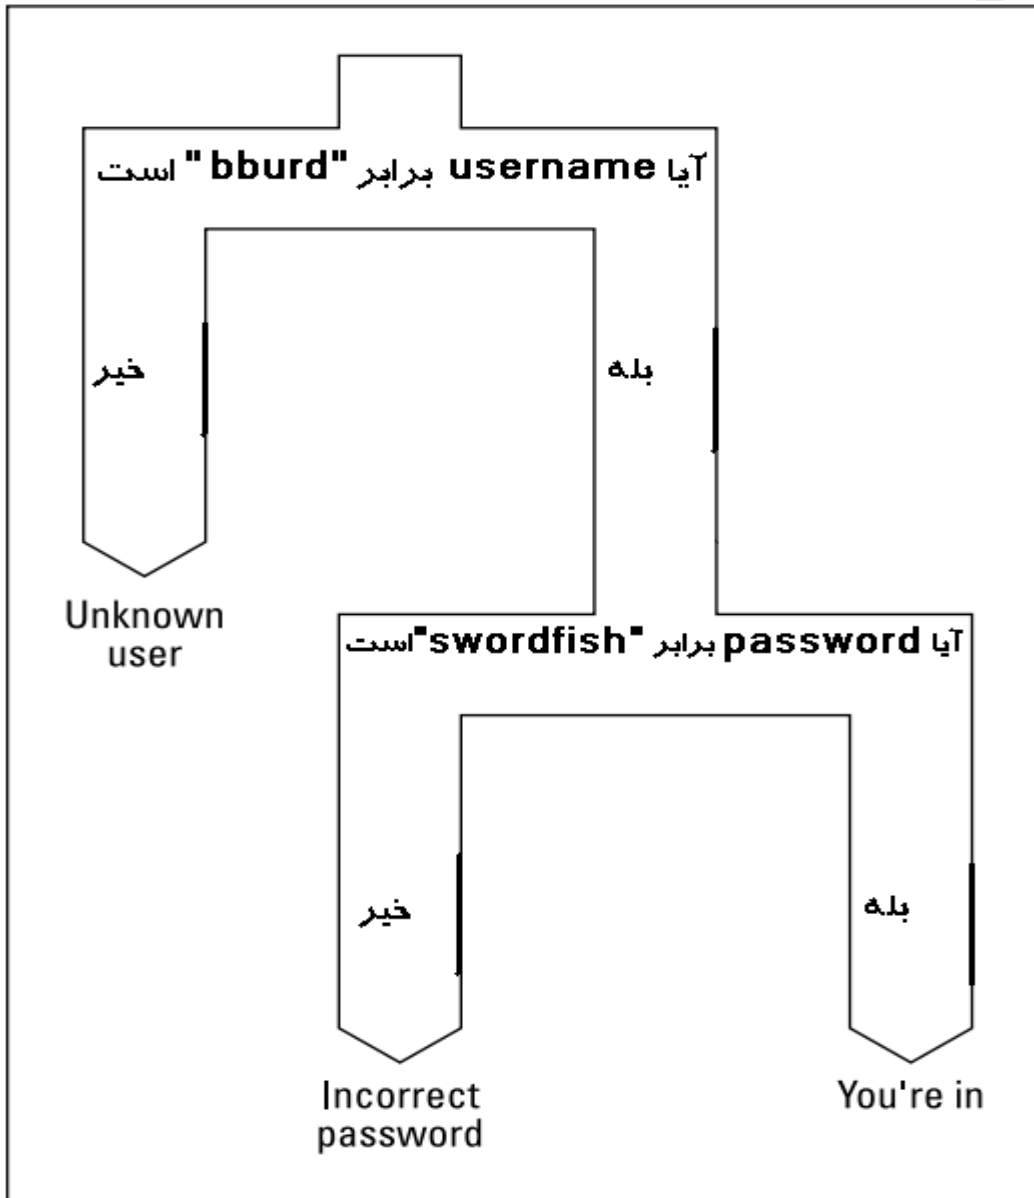 آیا username برابر "bburd" است
خیر
بله
Unknown
user
آیا password برابر "swordfish" است
خیر
بله
Incorrect
password
You're in